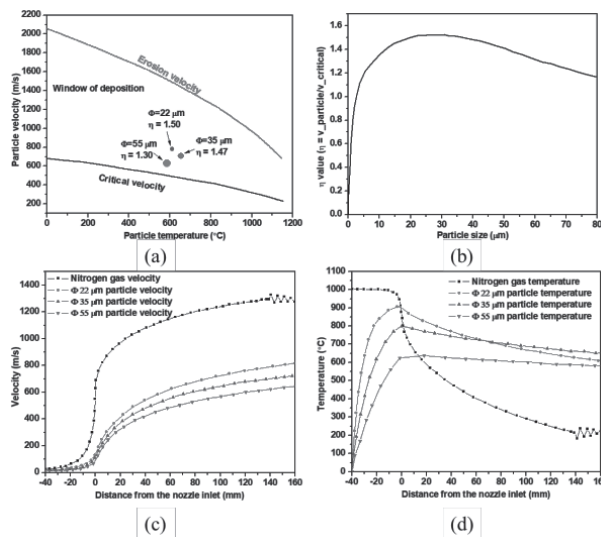 2200
2000
1800
1600
1400
1200
1000
800
600
400
200
0
Particle velocity (m/s)
Erosion velocity
Window of deposition
Φ=22 μm
η = 1.50
Φ=55 μm
η = 1.30
Φ=35 μm
η = 1.47
Critical velocity
0 200 400 600 800 1000 1200
Particle temperature (°C)
(a)
1.6
1.4
1.2
1.0
0.8
0.6
0.4
0.2
0.0
η value (η = v_particle/v_critical)
0 10 20 30 40 50 60 70 80
Particle size (μm)
(b)
Nitrogen gas velocity
Φ 22 μm particle velocity
Φ 35 μm particle velocity
Φ 55 μm particle velocity
1400
1200
1000
800
600
400
200
0
Velocity (m/s)
-40 -20 0 20 40 60 80 100 120 140 160
Distance from the nozzle inlet (mm)
(c)
Nitrogen gas temperature
Φ 22 μm particle temperature
Φ 35 μm particle temperature
Φ 55 μm particle temperature
1100
1000
900
800
700
600
500
400
300
200
100
0
Temperature (°C)
-40 -20 0 20 40 60 80 100 120 140 160
Distance from the nozzle inlet (mm)
(d)